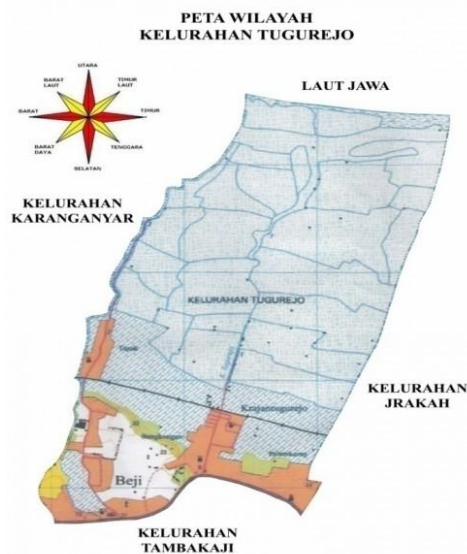 PETA WILAYAH
KELURAHAN TUGUREJO
UTARA
BARAT
LAUT
TIMUR
LAUT
BARAT
TIMUR
BARAT
DAYA
TENGGARA
SELATAN
LAUT JAWA
KELURAHAN
KARANGANYAR
KELURAHAN TUGUREJO
Tapak
KELURAHAN
JRAKAH
Krajantugurejo
Beji
KELURAHAN
TAMBAKAJI